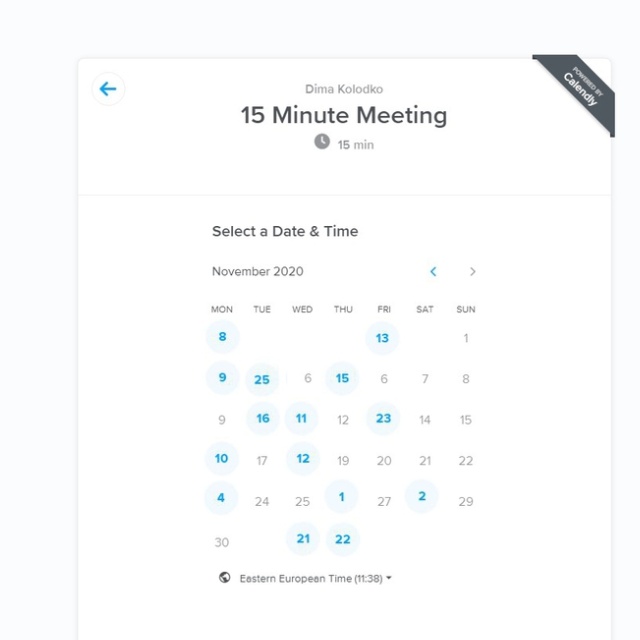 POWERED BY
Calendly
Dima Kolodko
15 Minute Meeting
15 min
Select a Date & Time
November 2020
MON TUE WED THU FRI SAT SUN
8 13 1
9 25 6 15 6 7 8
9 16 11 12 23 14 15
10 17 12 19 20 21 22
4 24 25 1 27 2 29
30 21 22
Eastern European Time (11:38)